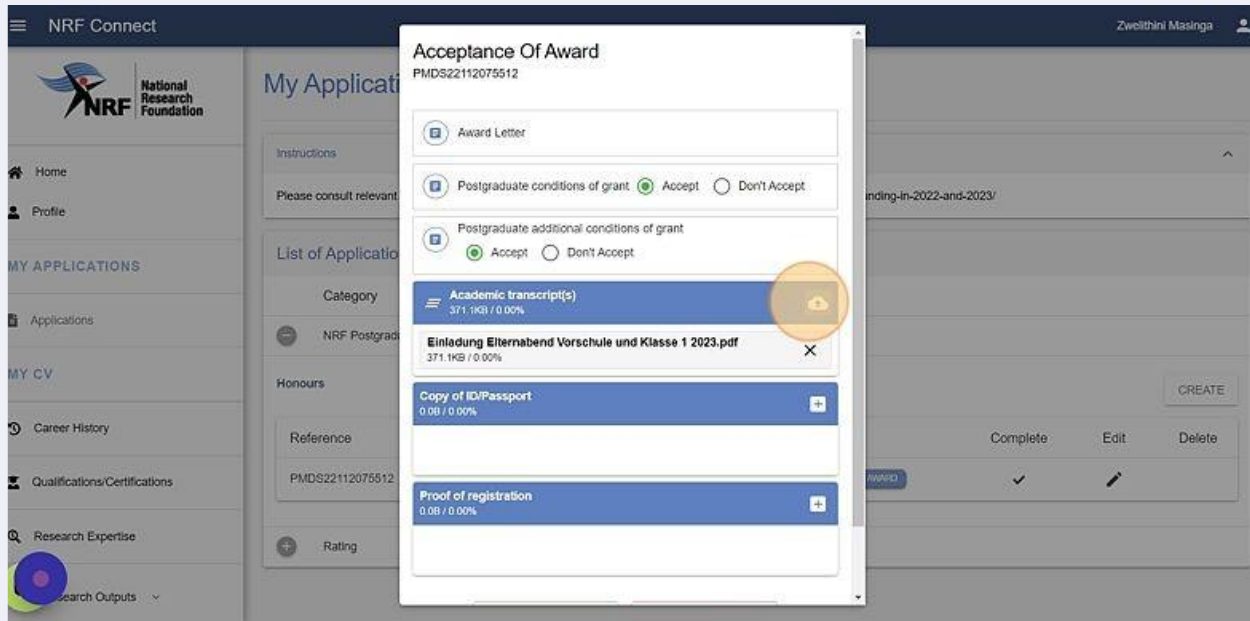 NRF Connect
Zwelithini Masinga
NRF
National
Research
Foundation
Home
Profile
MY APPLICATIONS
Applications
MY CV
Career History
Qualifications/Certifications
Research Expertise
Research Outputs
My Applicati
Instructions
Please consult relevant
nding-in-2022-and-2023/
List of Applicatio
Category
NRF Postgradu
Honours
CREATE
Reference
Complete
Edit
Delete
PMDS22112075512
AWARD
Rating
Acceptance Of Award
PMDS22112075512
Award Letter
Postgraduate conditions of grant Accept Don't Accept
Postgraduate additional conditions of grant
Accept Don't Accept
Academic transcript(s)
371.1KB / 0.00%
Einladung Elternabend Vorschule und Klasse 1 2023.pdf
371.1KB / 0.00%
Copy of ID/Passport
0.0B / 0.00%
Proof of registration
0.0B / 0.00%